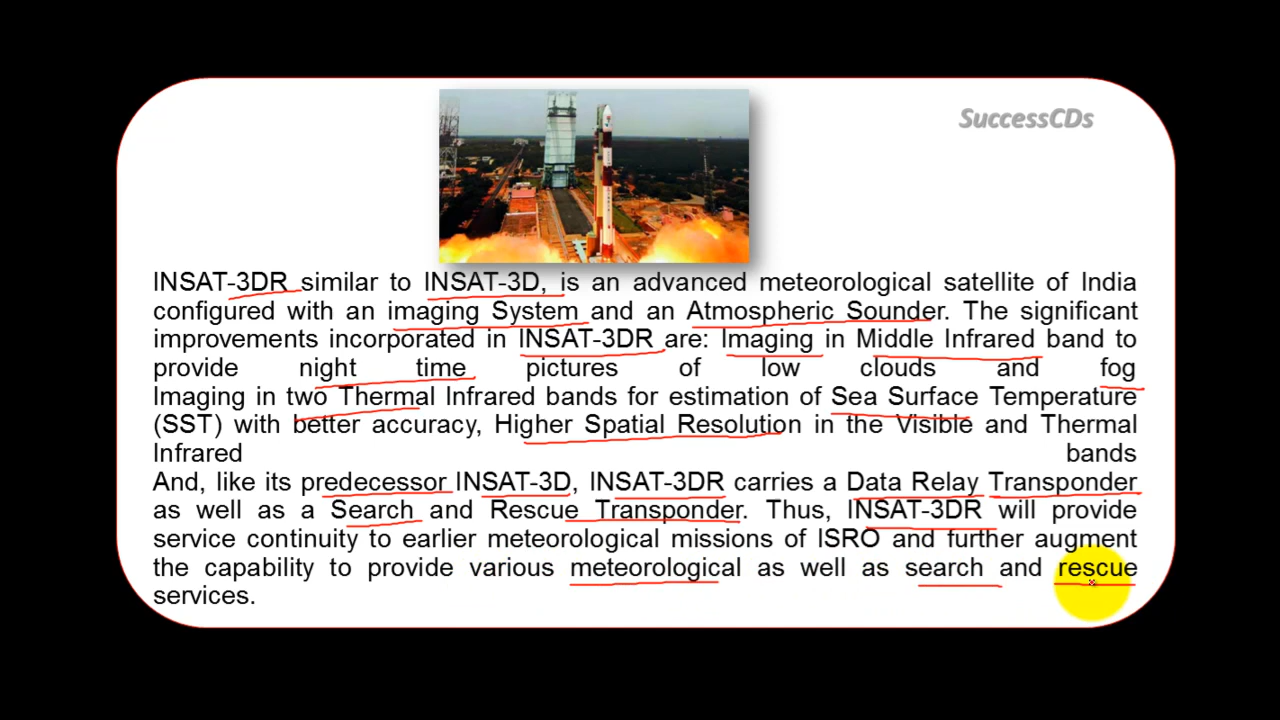 SuccessCDs
INSAT-3DR similar to INSAT-3D, is an advanced meteorological satellite of India
configured with an imaging System and an Atmospheric Sounder. The significant
improvements incorporated in INSAT-3DR are: Imaging in Middle Infrared band to
provide night time pictures of low clouds and fog
Imaging in two Thermal Infrared bands for estimation of Sea Surface Temperature
(SST) with better accuracy, Higher Spatial Resolution in the Visible and Thermal
Infrared bands
And, like its predecessor INSAT-3D, INSAT-3DR carries a Data Relay Transponder
as well as a Search and Rescue Transponder. Thus, INSAT-3DR will provide
service continuity to earlier meteorological missions of ISRO and further augment
the capability to provide various meteorological as well as search and rescue
services.